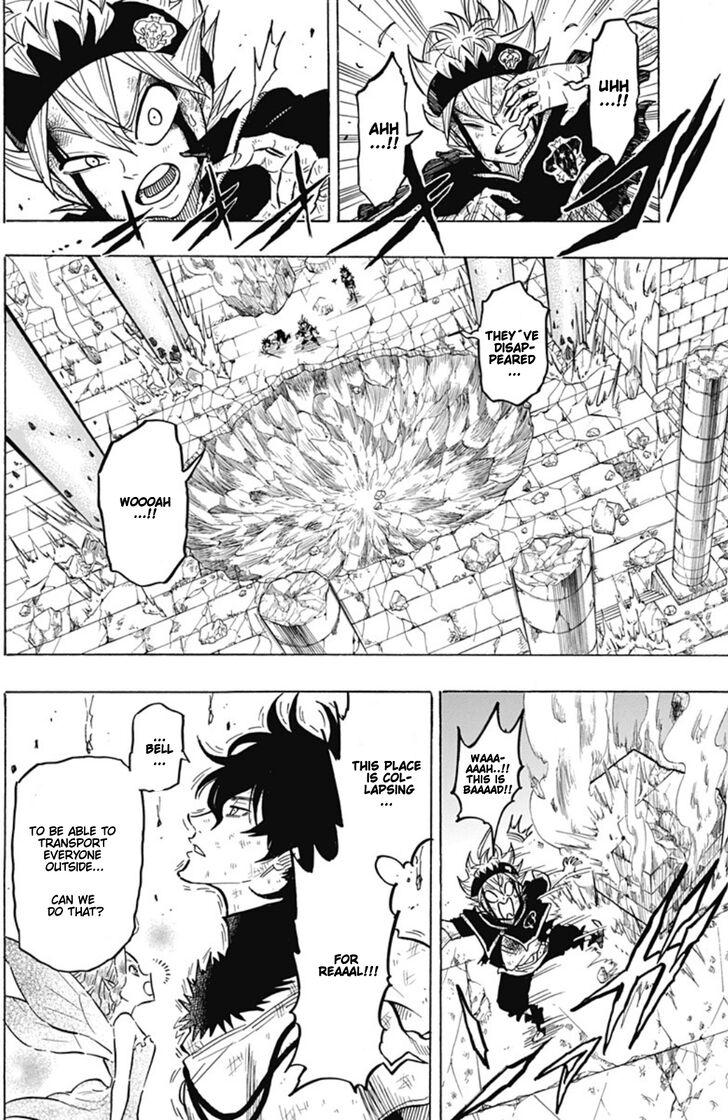 UHH
...!!
AHH
...!!
THEY'VE
DISAP-
PEARED
...
WOOOAH
...!!
WAAA-
AAAH..!!
THIS IS
BAAAAD!!
THIS PLACE
IS COL-
LAPSING
...
FOR
REAAAL!!!
...
BELL
...
TO BE ABLE TO
TRANSPORT
EVERYONE
OUTSIDE...
CAN WE
DO THAT?